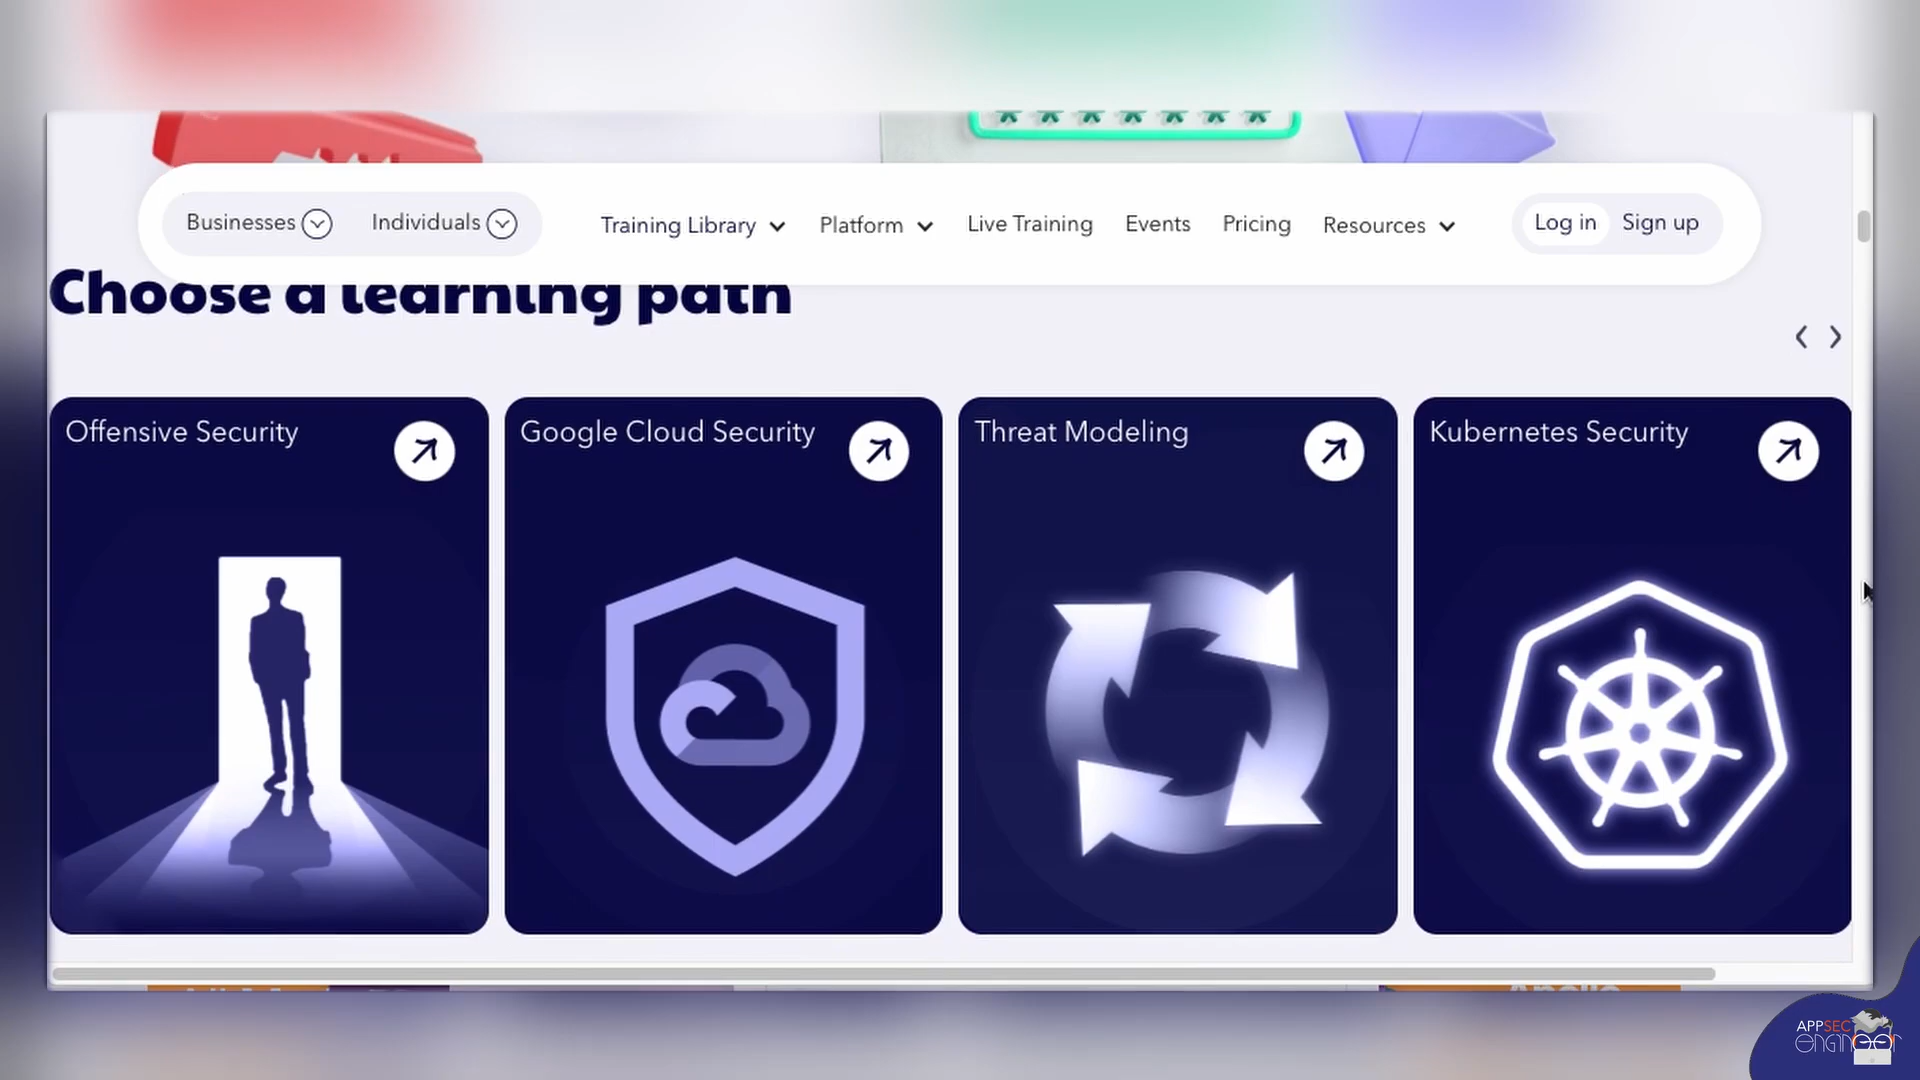 * * * * * * *
Businesses
Individuals
Training Library
Platform
Live Training
Events
Pricing
Resources
Log in
Sign up
Choose a learning path
Offensive Security
Google Cloud Security
Threat Modeling
Kubernetes Security
APPSEC
engineer